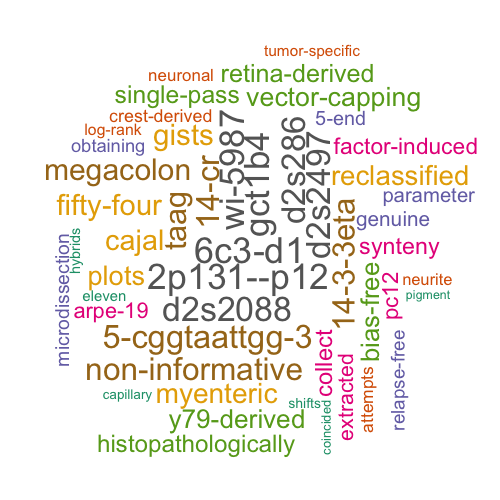 tumor-specific
neuronal
retina-derived
single-pass
vector-capping
crest-derived
5-end
log-rank
gists
obtaining
factor-induced
megacolon
14-cr
wi-5987
gct1b4
d2s286
d2s2497
reclassified
fifty-four
taag
parameter
genuine
cajal
6c3-d1
14-3-3eta
synteny
hybrids
microdissection
plots
2p131--p12
bias-free
pc12
neurite
eleven
pigment
arpe-19
d2s2088
5-cggtaattgg-3
relapse-free
non-informative
collect
extracted
attempts
capillary
myenteric
shifts
coincided
y79-derived
histopathologically